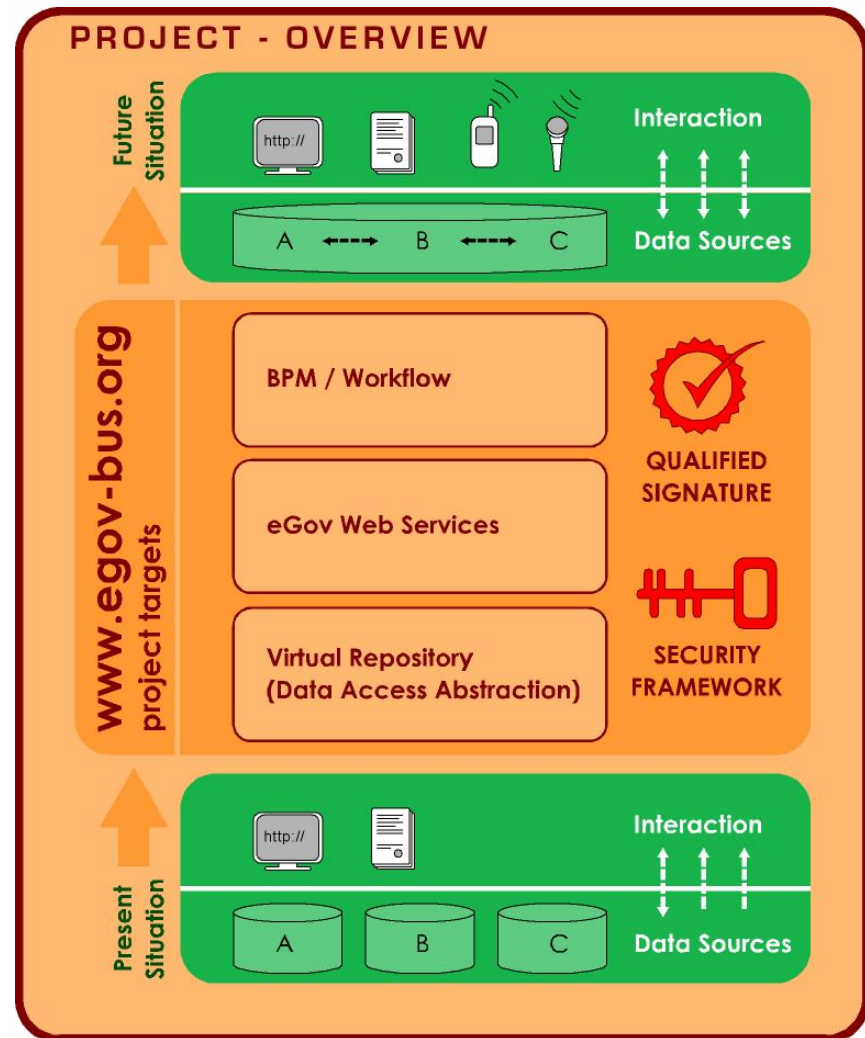 PROJECT - OVERVIEW
Future
Situation
http://
Interaction
A
B
C
Data Sources
www.egov-bus.org
project targets
BPM / Workflow
QUALIFIED
SIGNATURE
eGov Web Services
Virtual Repository
(Data Access Abstraction)
SECURITY
FRAMEWORK
Present
Situation
http://
Interaction
A
B
C
Data Sources